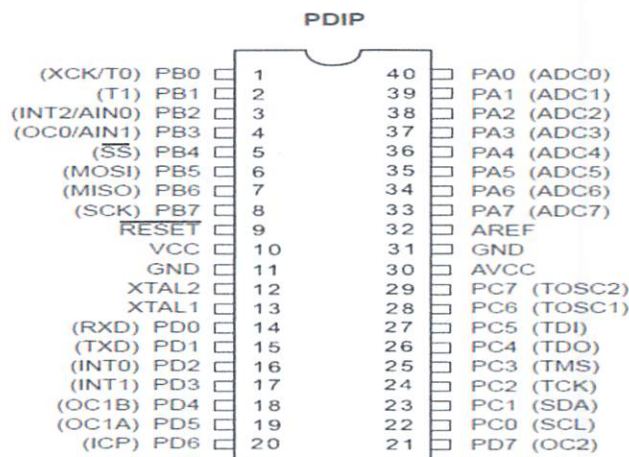 PDIP
(XCK/T0) PB0 1 40 PA0 (ADC0)
(T1) PB1 2 39 PA1 (ADC1)
(INT2/AIN0) PB2 3 38 PA2 (ADC2)
(OC0/AIN1) PB3 4 37 PA3 (ADC3)
(SS) PB4 5 36 PA4 (ADC4)
(MOSI) PB5 6 35 PA5 (ADC5)
(MISO) PB6 7 34 PA6 (ADC6)
(SCK) PB7 8 33 PA7 (ADC7)
RESET 9 32 AREF
VCC 10 31 GND
GND 11 30 AVCC
XTAL2 12 29 PC7 (TOSC2)
XTAL1 13 28 PC6 (TOSC1)
(RXD) PD0 14 27 PC5 (TDI)
(TXD) PD1 15 26 PC4 (TDO)
(INT0) PD2 16 25 PC3 (TMS)
(INT1) PD3 17 24 PC2 (TCK)
(OC1B) PD4 18 23 PC1 (SDA)
(OC1A) PD5 19 22 PC0 (SCL)
(ICP) PD6 20 21 PD7 (OC2)